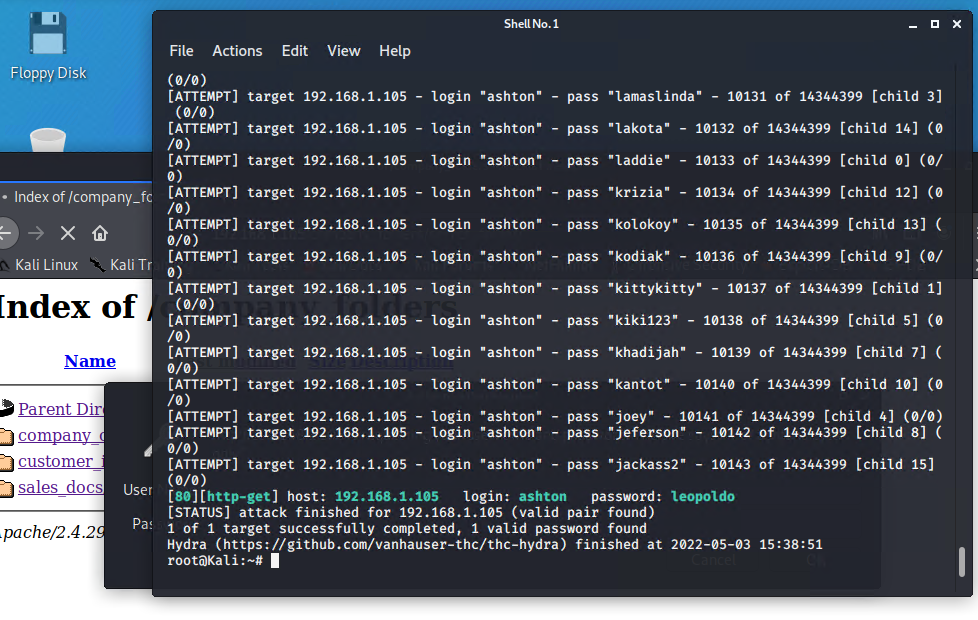 Shell No. 1
File Actions Edit View Help
(0/0)
[ATTEMPT] target 192.168.1.105 - login "ashton" - pass "lamaslinda" - 10131 of 14344399 [child 3]
(0/0)
[ATTEMPT] target 192.168.1.105 - login "ashton" - pass "lakota" - 10132 of 14344399 [child 14] (0
/0)
[ATTEMPT] target 192.168.1.105 - login "ashton" - pass "laddie" - 10133 of 14344399 [child 0] (0/
0)
[ATTEMPT] target 192.168.1.105 - login "ashton" - pass "krizia" - 10134 of 14344399 [child 12] (0
/0)
[ATTEMPT] target 192.168.1.105 - login "ashton" - pass "kolokoy" - 10135 of 14344399 [child 13] (
0/0)
[ATTEMPT] target 192.168.1.105 - login "ashton" - pass "kodiak" - 10136 of 14344399 [child 9] (0/
0)
[ATTEMPT] target 192.168.1.105 - login "ashton" - pass "kittykitty" - 10137 of 14344399 [child 1]
(0/0)
[ATTEMPT] target 192.168.1.105 - login "ashton" - pass "kiki123" - 10138 of 14344399 [child 5] (0
/0)
[ATTEMPT] target 192.168.1.105 - login "ashton" - pass "khadijah" - 10139 of 14344399 [child 7] (
0/0)
[ATTEMPT] target 192.168.1.105 - login "ashton" - pass "kantot" - 10140 of 14344399 [child 10] (0
/0)
[ATTEMPT] target 192.168.1.105 - login "ashton" - pass "joey" - 10141 of 14344399 [child 4] (0/0)
[ATTEMPT] target 192.168.1.105 - login "ashton" - pass "jeferson" - 10142 of 14344399 [child 8] (
0/0)
[ATTEMPT] target 192.168.1.105 - login "ashton" - pass "jackass2" - 10143 of 14344399 [child 15]
(0/0)
[80][http-get] host: 192.168.1.105 login: ashton password: leopoldo
[STATUS] attack finished for 192.168.1.105 (valid pair found)
1 of 1 target successfully completed, 1 valid password found
Hydra (https://github.com/vanhauser-thc/thc-hydra) finished at 2022-05-03 15:38:51
root@Kali:~#
Floppy Disk
Index of /company_fo
Kali Linux Kali Tra
Index of /company_folders
Name
Parent Dire
company_c
customer_i
sales_docs
pache/2.4.29
User
Pass
Cancel OK